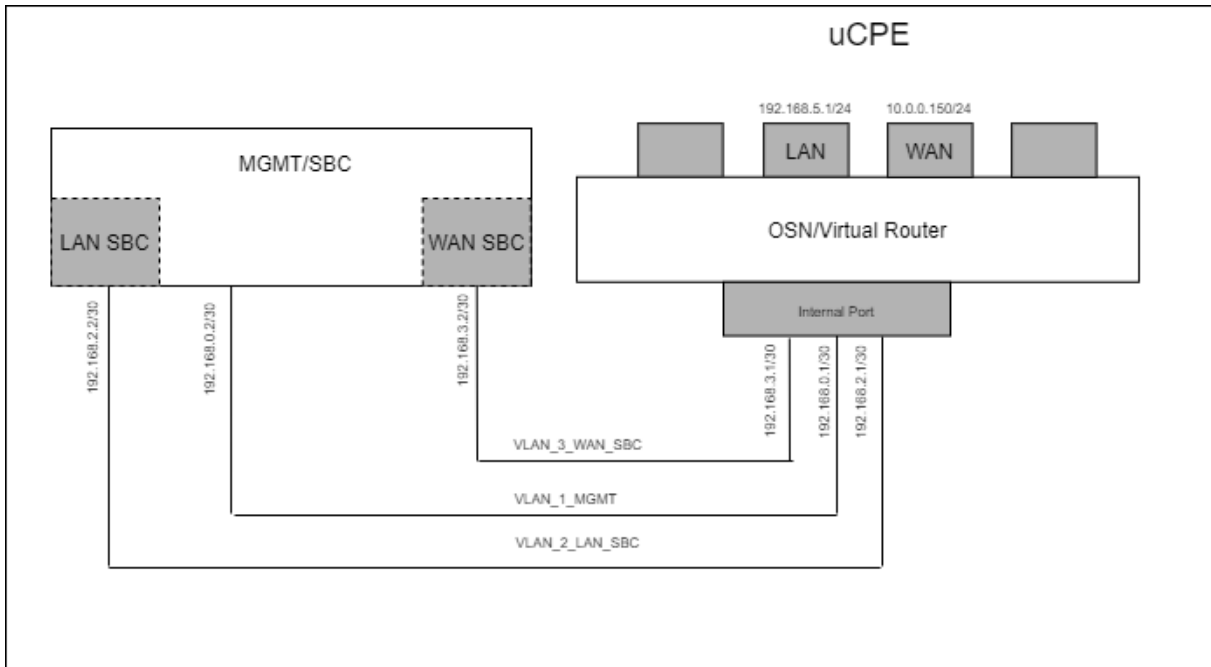 uCPE
192.168.5.1/24
10.0.0.150/24
LAN
WAN
MGMT/SBC
OSN/Virtual Router
LAN SBC
WAN SBC
Internal Port
192.168.2.2/30
192.168.0.2/30
192.168.3.2/30
192.168.3.1/30
192.168.0.1/30
192.168.2.1/30
VLAN_3_WAN_SBC
VLAN_1_MGMT
VLAN_2_LAN_SBC